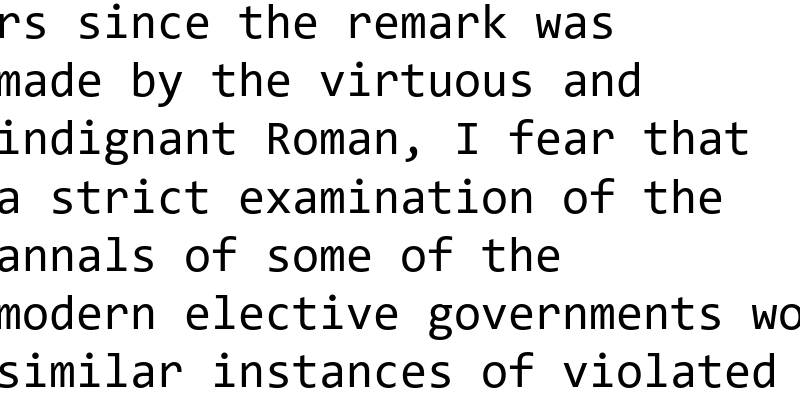 rs since the remark was
made by the virtuous and
indignant Roman, I fear that
a strict examination of the
annals of some of the
modern elective governments wo
similar instances of violated